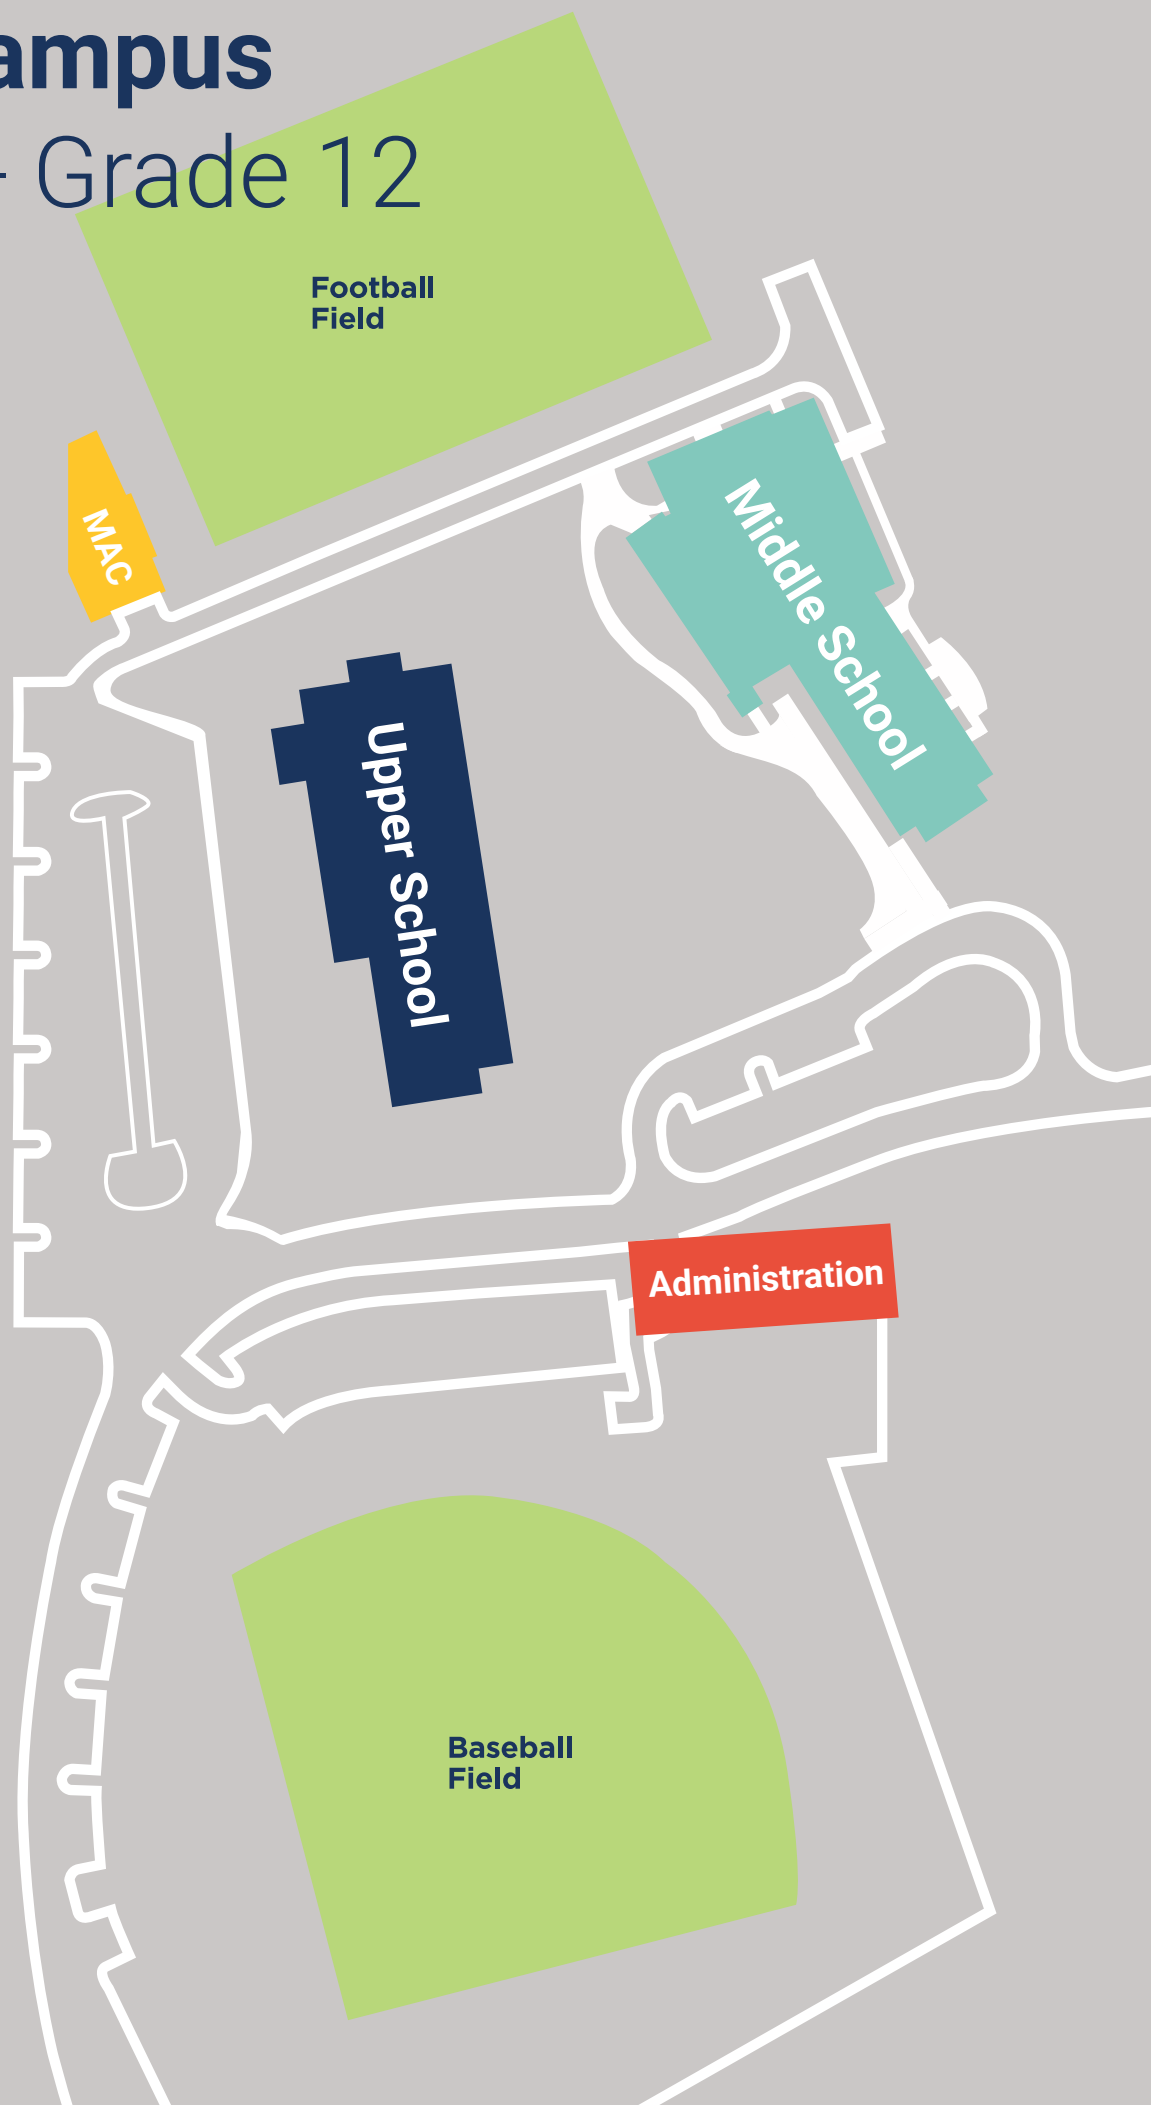 ampus
- Grade 12
Football
Field
MAC
Middle School
Upper School
Administration
Baseball
Field